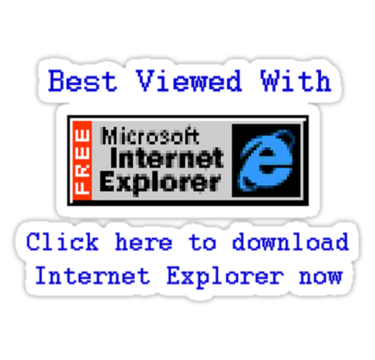 Best Viewed With
FREE
Microsoft
Internet
Explorer
Click here to download
Internet Explorer now